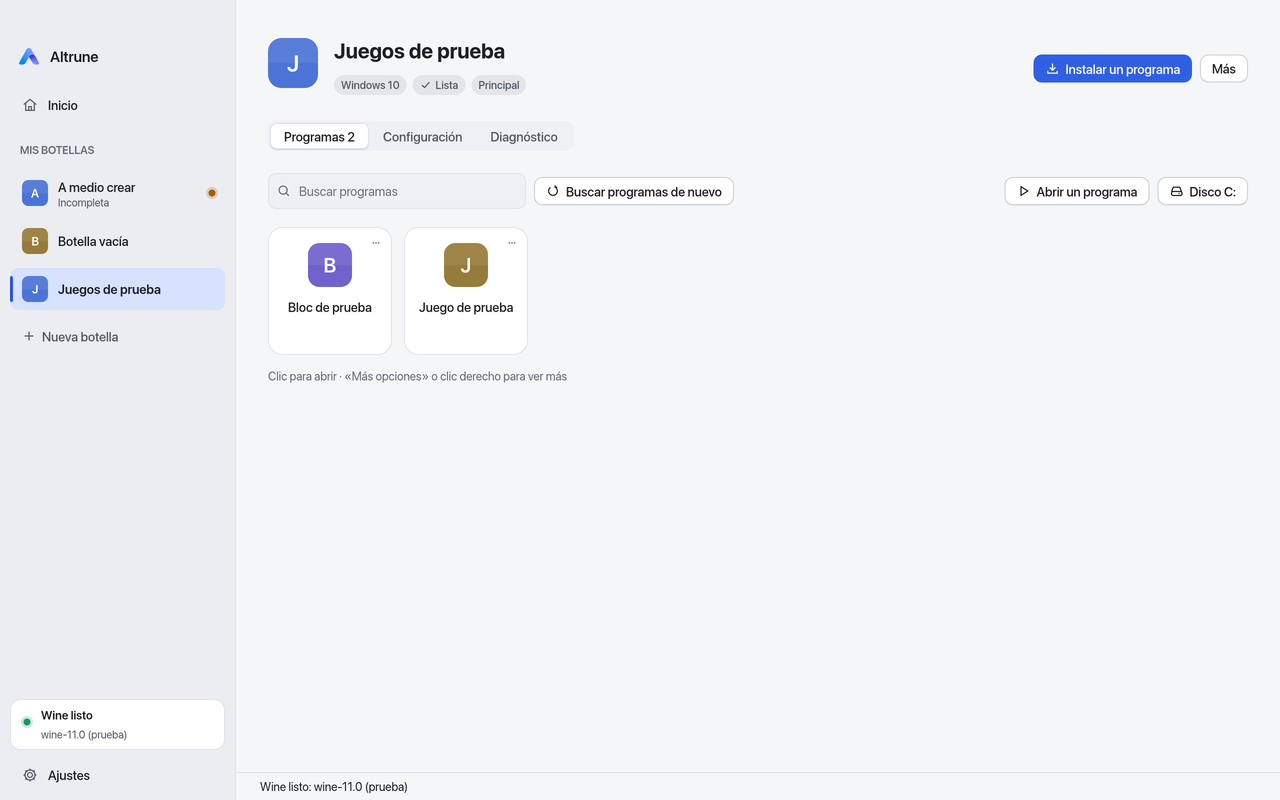 Altrune
Inicio
MIS BOTELLAS
A
A medio crear
Incompleta
B
Botella vacía
J
Juegos de prueba
Nueva botella
Wine listo
wine-11.0 (prueba)
Ajustes
J
Juegos de prueba
Windows 10
Lista
Principal
Instalar un programa
Más
Programas 2
Configuración
Diagnóstico
Buscar programas
Buscar programas de nuevo
Abrir un programa
Disco C:
...
B
Bloc de prueba
...
J
Juego de prueba
Clic para abrir · «Más opciones» o clic derecho para ver más
Wine listo: wine-11.0 (prueba)